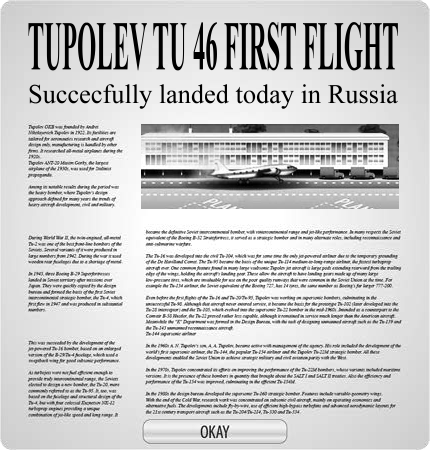 TUPOLEV TU 46 FIRST FLIGHT
Succecfully landed today in Russia
Tupolev OKB was founded by Andrei
Nikolayevich Tupolev in 1922. Its facilities are
tailored for aeronautics research and aircraft
design only, manufacturing is handled by other
firms. It researched all-metal airplanes during the
1920s.
Tupolev ANT-20 Maxim Gorky, the largest
airplane of the 1930s, was used for Stalinist
propaganda.
Among its notable results during the period was
the heavy bomber, where Tupolev's design
approach defined for many years the trends of
heavy aircraft development, civil and military.
During World War II, the twin-engined, all-metal
Tu-2 was one of the best front-line bombers of the
Soviets. Several variants of it were produced in
large numbers from 1942. During the war it used
wooden rear fuselages due to a shortage of metal.
In 1945, three Boeing B-29 Superfortresses
landed in Soviet territory after missions over
Japan. They were quickly copied by the design
bureau and formed the basis of the first Soviet
intercontinental strategic bomber, the Tu-4, which
first flew in 1947 and was produced in substantial
numbers.
This was succeeded by the development of the
jet-powered Tu-16 bomber, based on an enlarged
version of the B-29/Tu-4 fuselage, which used a
sweptback wing for good subsonic performance.
As turbojets were not fuel efficient enough to
provide truly intercontinental range, the Soviets
elected to design a new bomber, the Tu-20, more
commonly referred to as the Tu-95. It, too, was
based on the fuselage and structural design of the
Tu-4, but with four colossal Kuznetsov NK-12
turboprop engines providing a unique
combination of jet-like speed and long range. It
became the definitive Soviet intercontinental bomber, with intercontinental range and jet-like performance. In many respects the Soviet
equivalent of the Boeing B-52 Stratofortress, it served as a strategic bomber and in many alternate roles, including reconnaissance and
anti-submarine warfare.
The Tu-16 was developed into the civil Tu-104, which was for some time the only jet-powered airliner due to the temporary grounding
of the De Havilland Comet. The Tu-95 became the basis of the unique Tu-114 medium-to-long-range airliner, the fastest turboprop
aircraft ever. One common feature found in many large subsonic Tupolev jet aircraft is large pods extending rearward from the trailing
edge of the wings, holding the aircraft's landing gear. These allow the aircraft to have landing gears made up of many large
low-pressure tires, which are invaluable for use on the poor quality runways that were common in the Soviet Union at the time. For
example the Tu-154 airliner, the Soviet equivalent of the Boeing 727, has 14 tires, the same number as Boeing's far larger 777-200.
Even before the first flights of the Tu-16 and Tu-20/Tu-95, Tupolev was working on supersonic bombers, culminating in the
unsuccessful Tu-98. Although that aircraft never entered service, it became the basis for the prototype Tu-102 (later developed into the
Tu-28 interceptor) and the Tu-105, which evolved into the supersonic Tu-22 bomber in the mid-1960s. Intended as a counterpart to the
Convair B-58 Hustler, the Tu-22 proved rather less capable, although it remained in service much longer than the American aircraft.
Meanwhile the "K" Department was formed in the Design Bureau, with the task of designing unmanned aircraft such as the Tu-139 and
the Tu-143 unmanned reconnaissance aircraft.
Tu-144 supersonic airliner
In the 1960s A. N. Tupolev's son, A. A. Tupolev, became active with management of the agency. His role included the development of
the world's first supersonic airliner, the Tu-144, the popular Tu-154 airliner and the Tupolev Tu-22M strategic bomber. All these
developments enabled the Soviet Union to achieve strategic military and civil aviation parity with the West.
In the 1970s, Tupolev concentrated its efforts on improving the performance of the Tu-22M bombers, whose variants included maritime
versions. It is the presence of these bombers in quantity that brought about the SALT I and SALT II treaties. Also the efficiency and
performance of the Tu-154 was improved, culminating in the efficient Tu-154M.
In the 1980s the design bureau developed the supersonic Tu-160 strategic bomber. Features include variable-geometry wings.
With the end of the Cold War, research work was concentrated on subsonic civil aircraft, mainly on operating economics and
alternative fuels. The developments include fly-by-wire, use of efficient high-bypass turbofans and advanced aerodynamic layouts for
the 21st century transport aircraft such as the Tu-204/Tu-214, Tu-330 and Tu-334.
OKAY